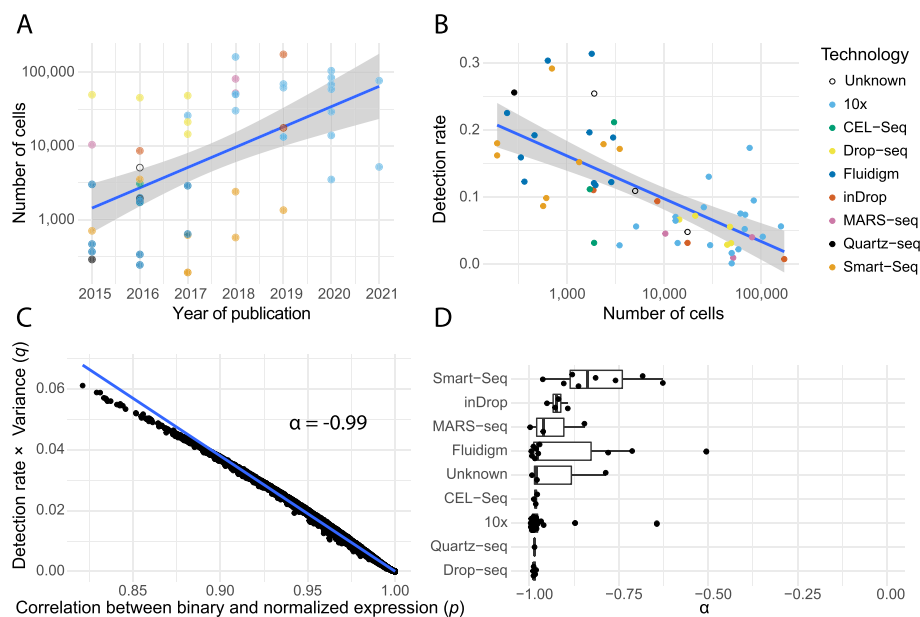 A
Number of cells
100,000
10,000
1,000
2015 2016 2017 2018 2019 2020 2021
Year of publication
B
Detection rate
0.3
0.2
0.1
0.0
1,000 10,000 100,000
Number of cells
Technology
Unknown
10x
CEL−Seq
Drop−seq
Fluidigm
inDrop
MARS−seq
Quartz−seq
Smart−Seq
C
Detection rate × Variance (q)
0.06
0.04
0.02
0.00
α = -0.99
0.85 0.90 0.95 1.00
Correlation between binary and normalized expression (p)
D
Smart−Seq
inDrop
MARS−seq
Fluidigm
Unknown
CEL−Seq
10x
Quartz−seq
Drop−seq
−1.00 −0.75 −0.50 −0.25 0.00
α